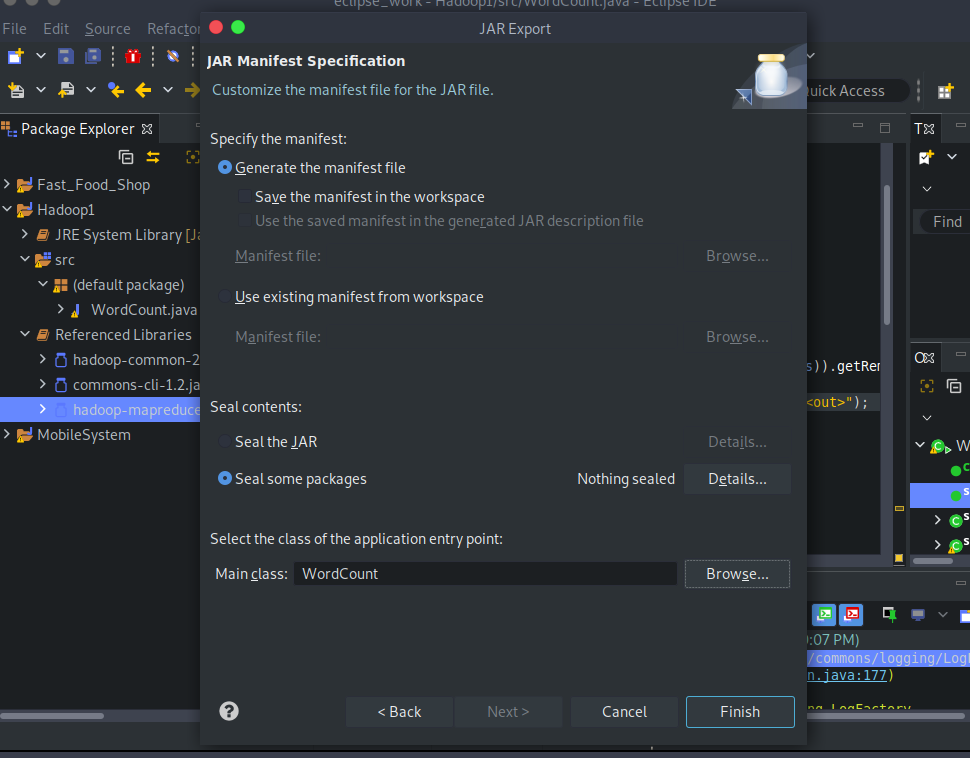 eclipse_work - Hadoop1/src/WordCount.java - Eclipse IDE
File Edit Source Refactor
JAR Export
JAR Manifest Specification
Customize the manifest file for the JAR file.
Quick Access
Package Explorer
Fast_Food_Shop
Hadoop1
JRE System Library [Ja
src
(default package)
WordCount.java
Referenced Libraries
hadoop-common-2
commons-cli-1.2.ja
hadoop-mapreduce
MobileSystem
Specify the manifest:
Generate the manifest file
Save the manifest in the workspace
Use the saved manifest in the generated JAR description file
Manifest file: Browse...
Use existing manifest from workspace
Manifest file: Browse...
Seal contents:
Seal the JAR Details...
Seal some packages Nothing sealed Details...
Select the class of the application entry point:
Main class: WordCount Browse...
< Back Next > Cancel Finish
s)).getRem
<out>");
T
Find
O
W
C
s
s
s
:07 PM)
/commons/logging/Log
n.java:177)
ng.LogFactory